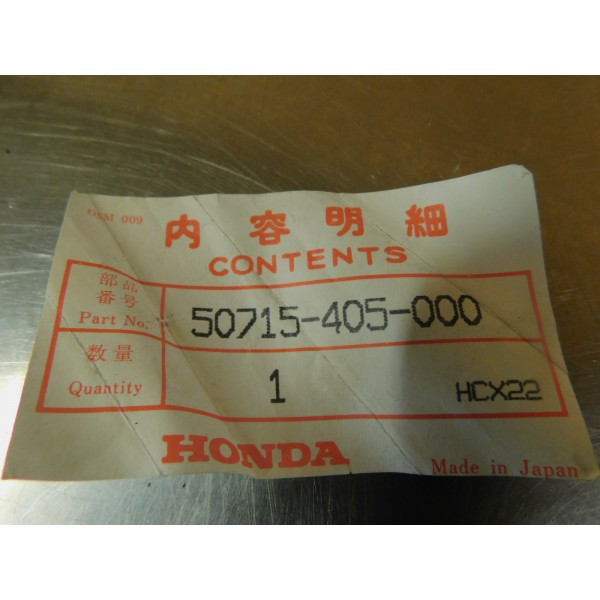 内容明細
CONTENTS
部品
番号
Part No.
50715-405-000
数量
Quantity
1
HCX22
HONDA
Made in Japan